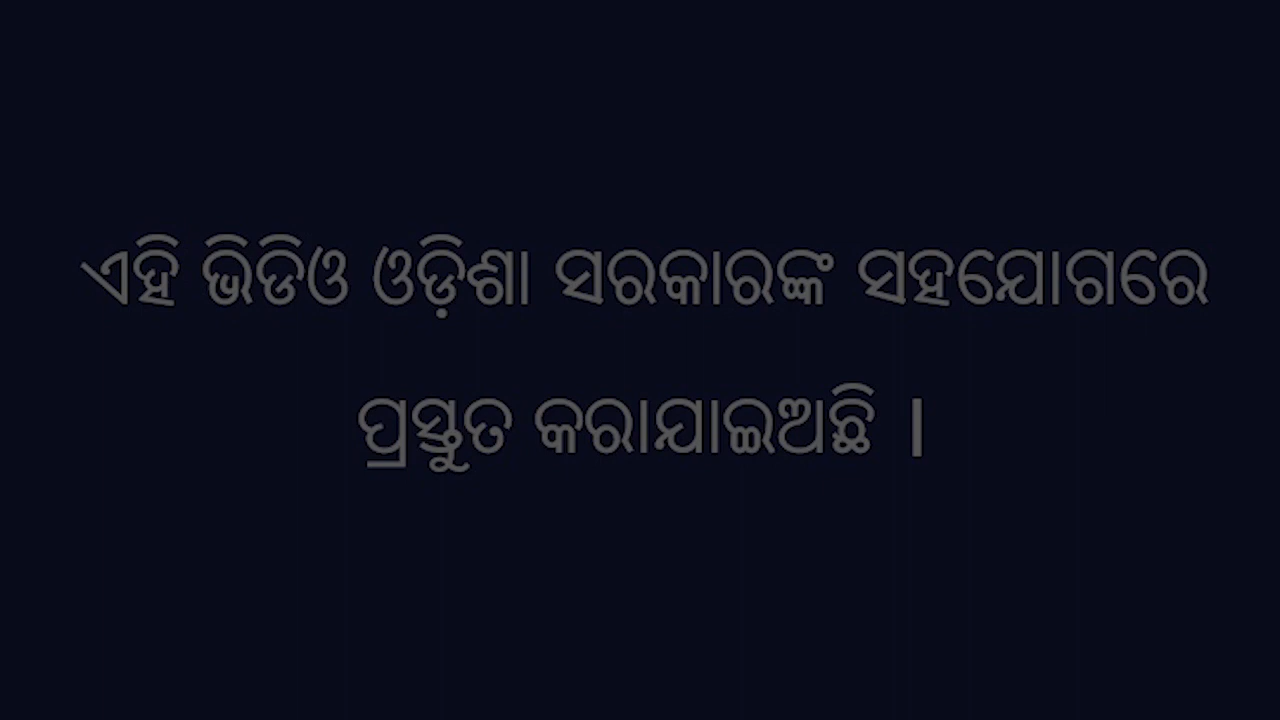 ଏହି ଭିଡିଓ ଓଡ଼ିଶା ସରକାରଙ୍କ ସହଯୋଗରେ
ପ୍ରସ୍ତୁତ କରାଯାଇଅଛି ।